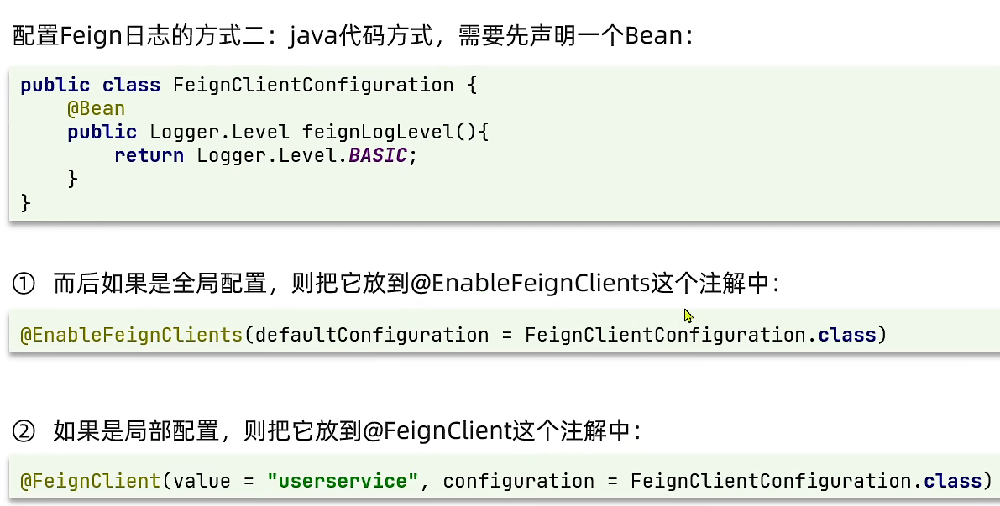 配置Feign日志的方式二：java代码方式，需要先声明一个Bean：
public class FeignClientConfiguration {
    @Bean
    public Logger.Level feignLogLevel(){
        return Logger.Level.BASIC;
    }
}
① 而后如果是全局配置，则把它放到@EnableFeignClients这个注解中：
@EnableFeignClients(defaultConfiguration = FeignClientConfiguration.class)
② 如果是局部配置，则把它放到@FeignClient这个注解中：
@FeignClient(value = "userservice", configuration = FeignClientConfiguration.class)